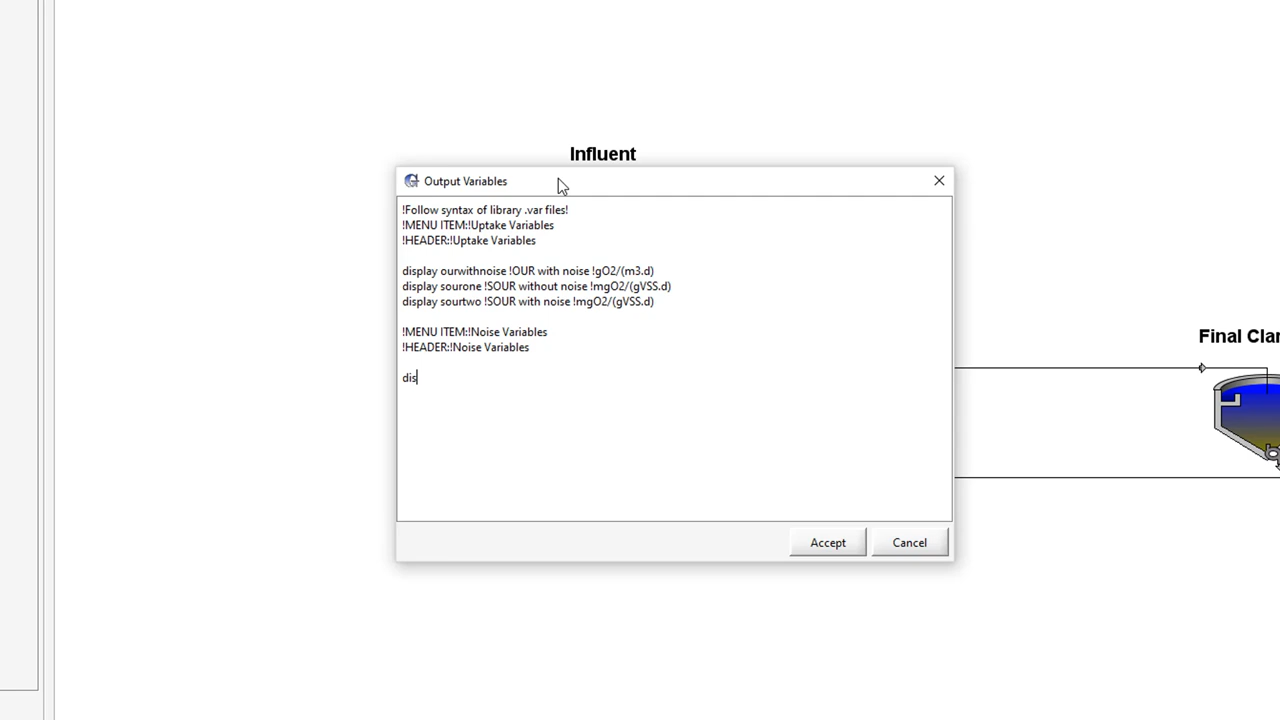 Influent
Output Variables
!Follow syntax of library .var files!
!MENU ITEM:!Uptake Variables
!HEADER:!Uptake Variables
display ourwithnoise !OUR with noise !gO2/(m3.d)
display sourone !SOUR without noise !mgO2/(gVSS.d)
display sourtwo !SOUR with noise !mgO2/(gVSS.d)
!MENU ITEM:!Noise Variables
!HEADER:!Noise Variables
dis
Final Clar
Accept Cancel